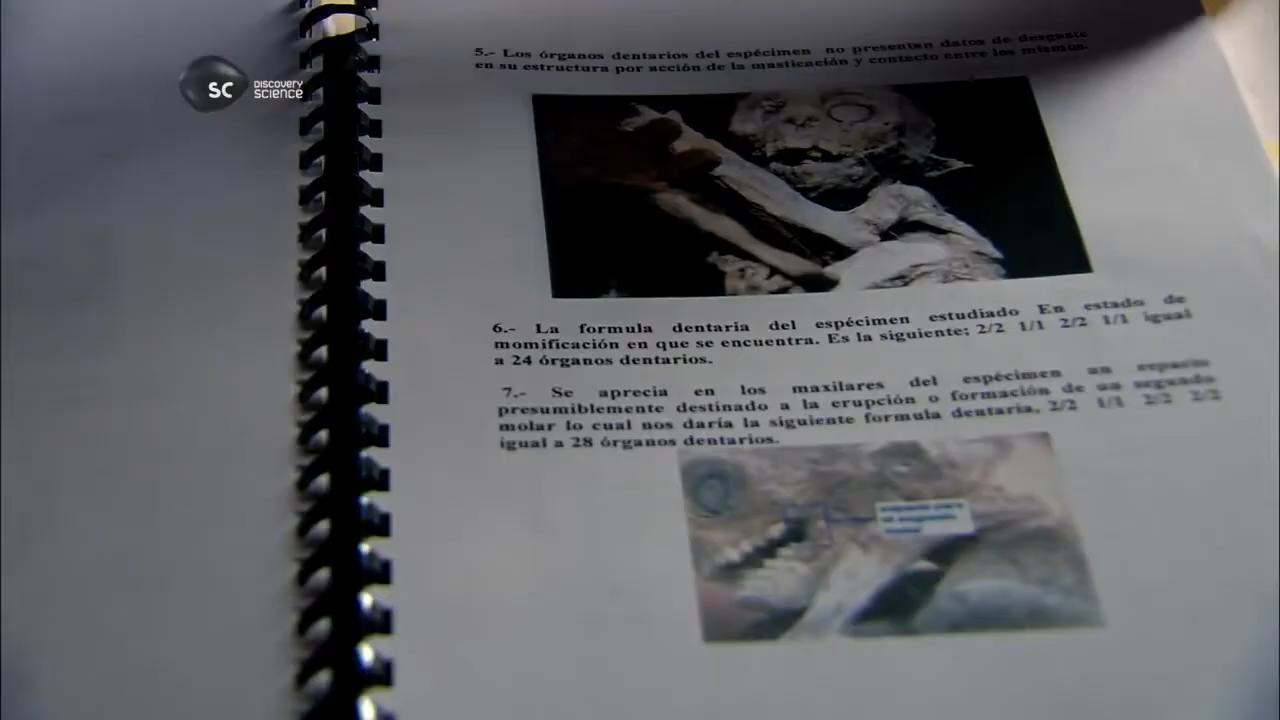 SC DISCOVERY
SCIENCE
5.- Los órganos dentarios del espécimen no presentan datos de desgaste
en su estructura por acción de la masticación y contacto entre los mismos.
6.- La formula dentaria del espécimen estudiado En estado de
momificación en que se encuentra. Es la siguiente; 2/2 1/1 2/2 1/1 igual
a 24 órganos dentarios.
7.- Se aprecia en los maxilares del espécimen un espacio
presumiblemente destinado a la erupción o formación de un segundo
molar lo cual nos daría la siguiente formula dentaria. 2/2 1/1 2/2 2/2
igual a 28 órganos dentarios.